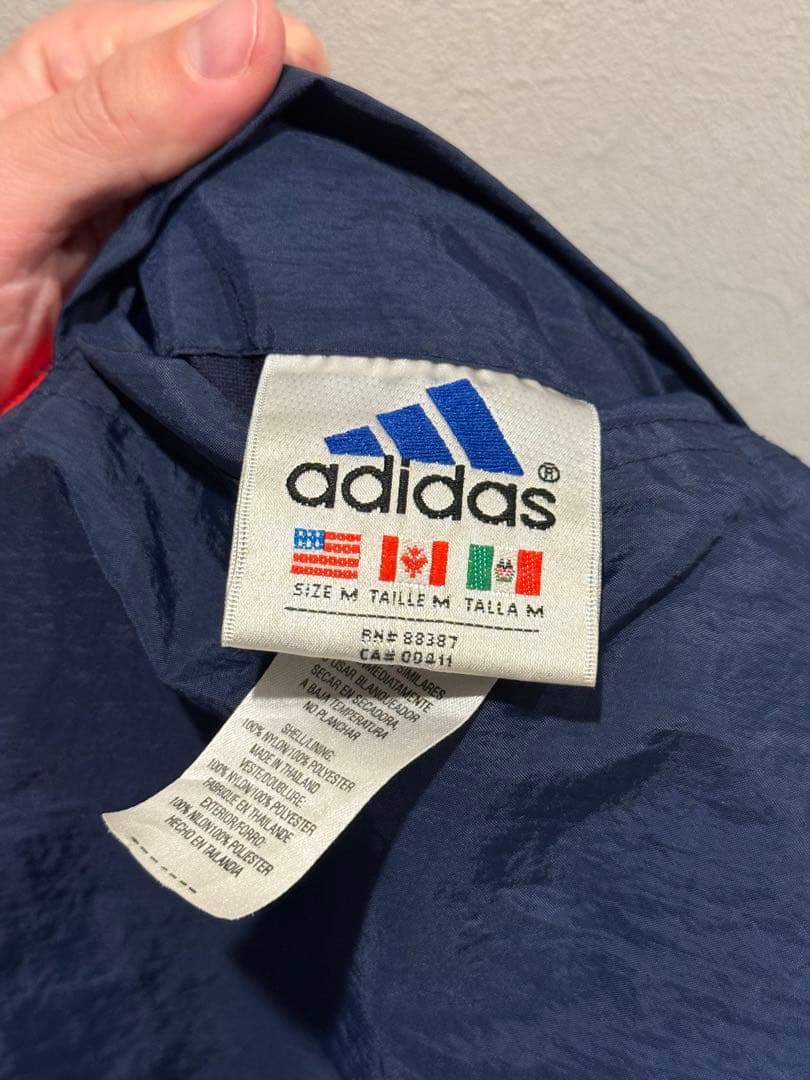 adidas®
SIZE M TAILLE M TALLA M
RN# 88387
CA# 00411
SIMILARES
USAR BLANQUEADOR
SECAR EN SECADORA,
A BAJA TEMPERATURA
NO PLANCHAR
SHELL/LINING:
100% NYLON/100% POLYESTER
MADE IN THAILAND
VESTE/DOUBLURE:
100% NYLON/100% POLYESTER
FABRIQUE EN THAILANDE
EXTERIOR/FORRO:
100% NILON/100% POLIESTER
HECHO EN TAILANDIA